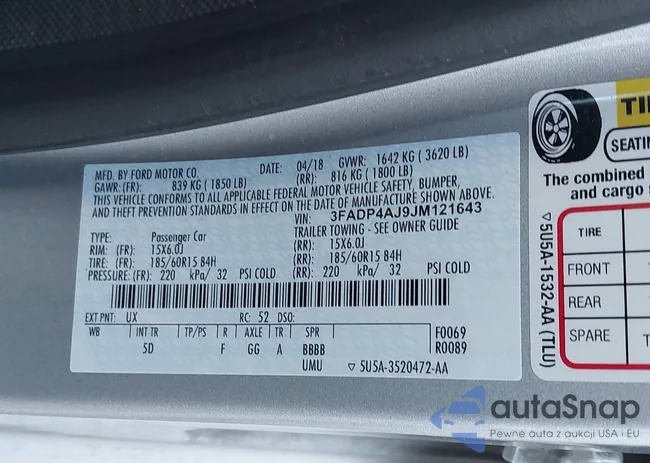 MFD. BY FORD MOTOR CO.
DATE: 04/18 GVWR: 1642 KG ( 3620 LB)
GAWR: (FR): 839 KG ( 1850 LB) (RR): 816 KG ( 1800 LB)
THIS VEHICLE CONFORMS TO ALL APPLICABLE FEDERAL MOTOR VEHICLE SAFETY, BUMPER,
AND THEFT PREVENTION STANDARDS IN EFFECT ON THE DATE OF MANUFACTURE SHOWN ABOVE.
VIN: 3FADP4AJ9JM121643
TYPE: Passenger Car TRAILER TOWING - SEE OWNER GUIDE
RIM: (FR): 15X6.0J (RR): 15X6.0J
TIRE: (FR): 185/60R15 84H (RR): 185/60R15 84H
PRESSURE: (FR): 220 kPa/ 32 PSI COLD (RR): 220 kPa/ 32 PSI COLD
EXT PNT: UX RC: 52 DSO:
WB INT TR TP/PS R AXLE TR SPR F0069
5D F GG A BBBB R0089
UMU ▽ 5U5A-3520472-AA
▽ 5U5A-1532-AA (TLU)
TI
SEATIN
The combined
and cargo
TIRE
FRONT
REAR
SPARE T
autaSnap
Pewne auta z aukcji USA i EU